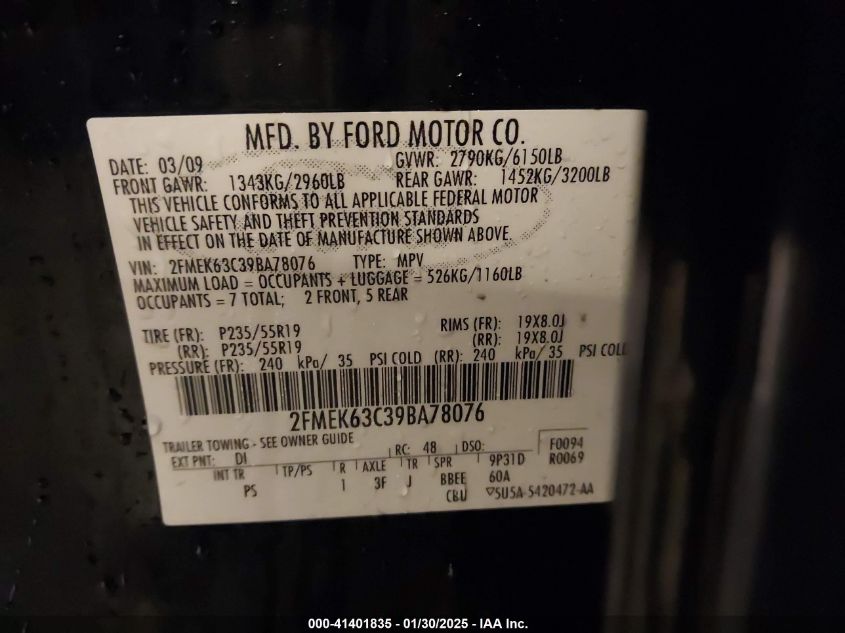 MFD. BY FORD MOTOR CO.
DATE: 03/09 GVWR: 2790KG/6150LB
FRONT GAWR: 1343KG/2960LB REAR GAWR: 1452KG/3200LB
THIS VEHICLE CONFORMS TO ALL APPLICABLE FEDERAL MOTOR
VEHICLE SAFETY AND THEFT PREVENTION STANDARDS
IN EFFECT ON THE DATE OF MANUFACTURE SHOWN ABOVE.
VIN: 2FMEK63C39BA78076 TYPE: MPV
MAXIMUM LOAD = OCCUPANTS + LUGGAGE = 526KG/1160LB
OCCUPANTS = 7 TOTAL; 2 FRONT, 5 REAR
TIRE (FR): P235/55R19 RIMS (FR): 19X8.0J
(RR): P235/55R19 (RR): 19X8.0J
PRESSURE (FR): 240 kPa/ 35 PSI COLD (RR): 240 kPa/ 35 PSI COLD
2FMEK63C39BA78076
TRAILER TOWING - SEE OWNER GUIDE RC: 48 DSO: F0094
EXT PNT: DI R0069
INT TR TP/PS R AXLE TR SPR 9P31D
PS 1 3F J BBEE 60A
CBU 5U5A-5420472-AA
000-41401835 - 01/30/2025 - IAA Inc.